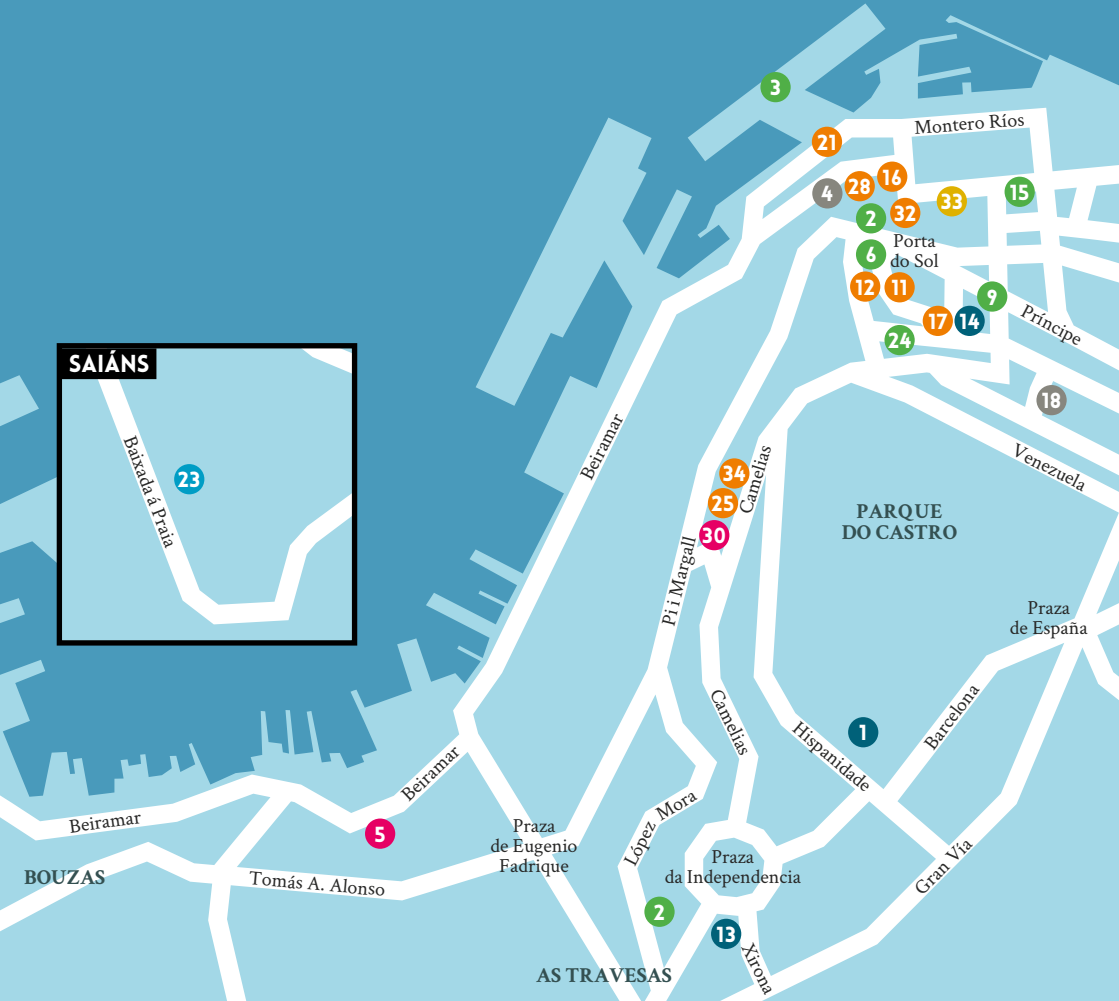 3
Montero Ríos
21
16
28
4
33
15
32
2
Porta
do Sol
6
12
11
9
17
14
Príncipe
24
SAIÁNS
18
Baixada á Praia
23
Beiramar
Venezuela
34
Camelias
25
30
PARQUE
DO CASTRO
Pi i Margall
Praza
de España
Camelias
1
Hispanidade
Barcelona
Beiramar
Beiramar
5
Praza
de Eugenio
Fadrique
López Mora
Praza
da Independencia
Gran Vía
BOUZAS
Tomás A. Alonso
2
13
Xirona
AS TRAVESAS